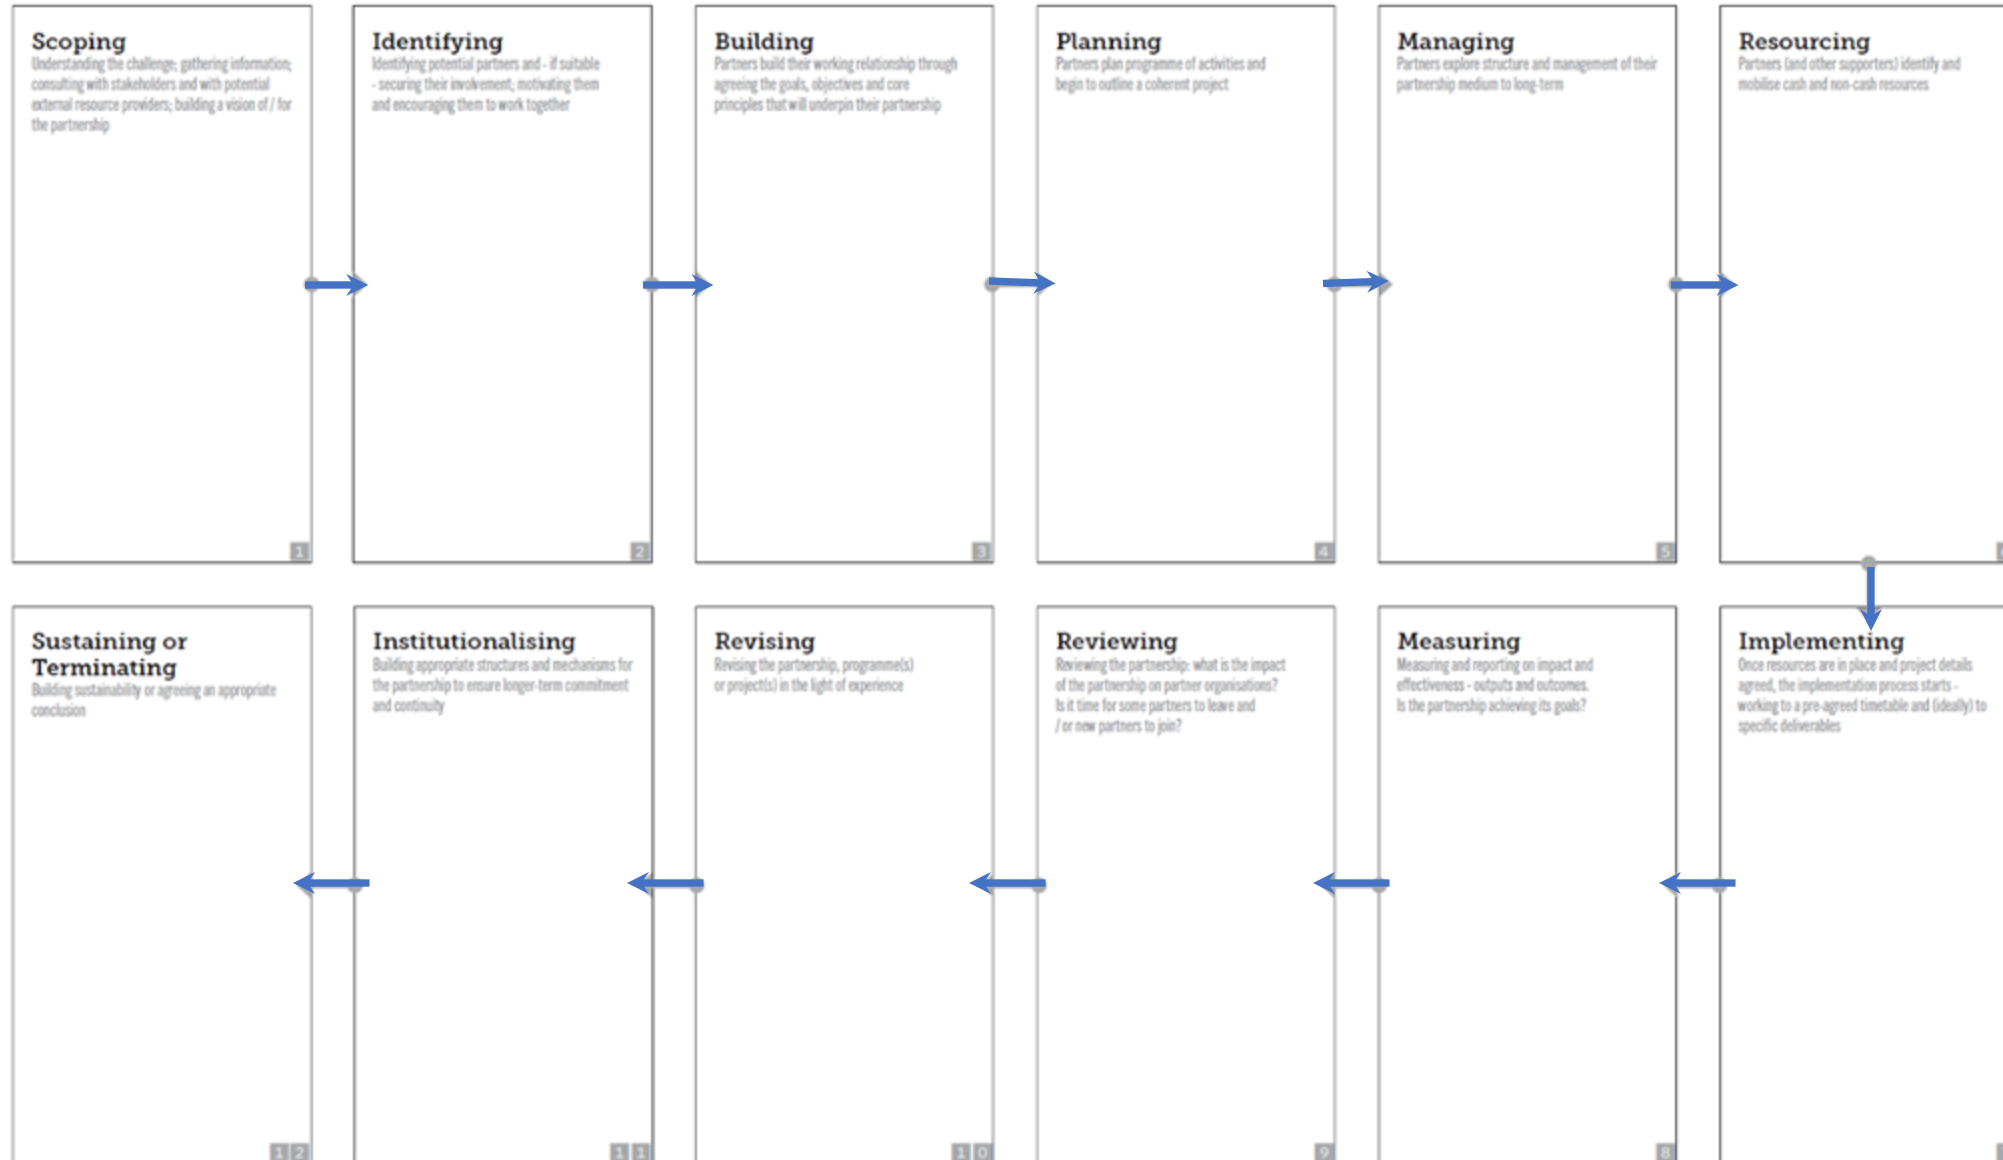 Scoping
Understanding the challenge; gathering information;
consulting with stakeholders and with potential
external resource providers; building a vision of / for
the partnership
1
Identifying
Identifying potential partners and - if suitable
- securing their involvement; motivating them
and encouraging them to work together
2
Building
Partners build their working relationship through
agreeing the goals, objectives and core
principles that will underpin their partnership
3
Planning
Partners plan programme of activities and
begin to outline a coherent project
4
Managing
Partners explore structure and management of their
partnership medium to long-term
5
Resourcing
Partners (and other supporters) identify and
mobilise cash and non-cash resources
Implementing
Once resources are in place and project details
agreed, the implementation process starts -
working to a pre-agreed timetable and (ideally) to
specific deliverables
Measuring
Measuring and reporting on impact and
effectiveness - outputs and outcomes.
Is the partnership achieving its goals?
8
Reviewing
Reviewing the partnership: what is the impact
of the partnership on partner organisations?
Is it time for some partners to leave and
/ or new partners to join?
9
Revising
Revising the partnership, programme(s)
or project(s) in the light of experience
10
Institutionalising
Building appropriate structures and mechanisms for
the partnership to ensure longer-term commitment
and continuity
11
Sustaining or
Terminating
Building sustainability or agreeing an appropriate
conclusion
12